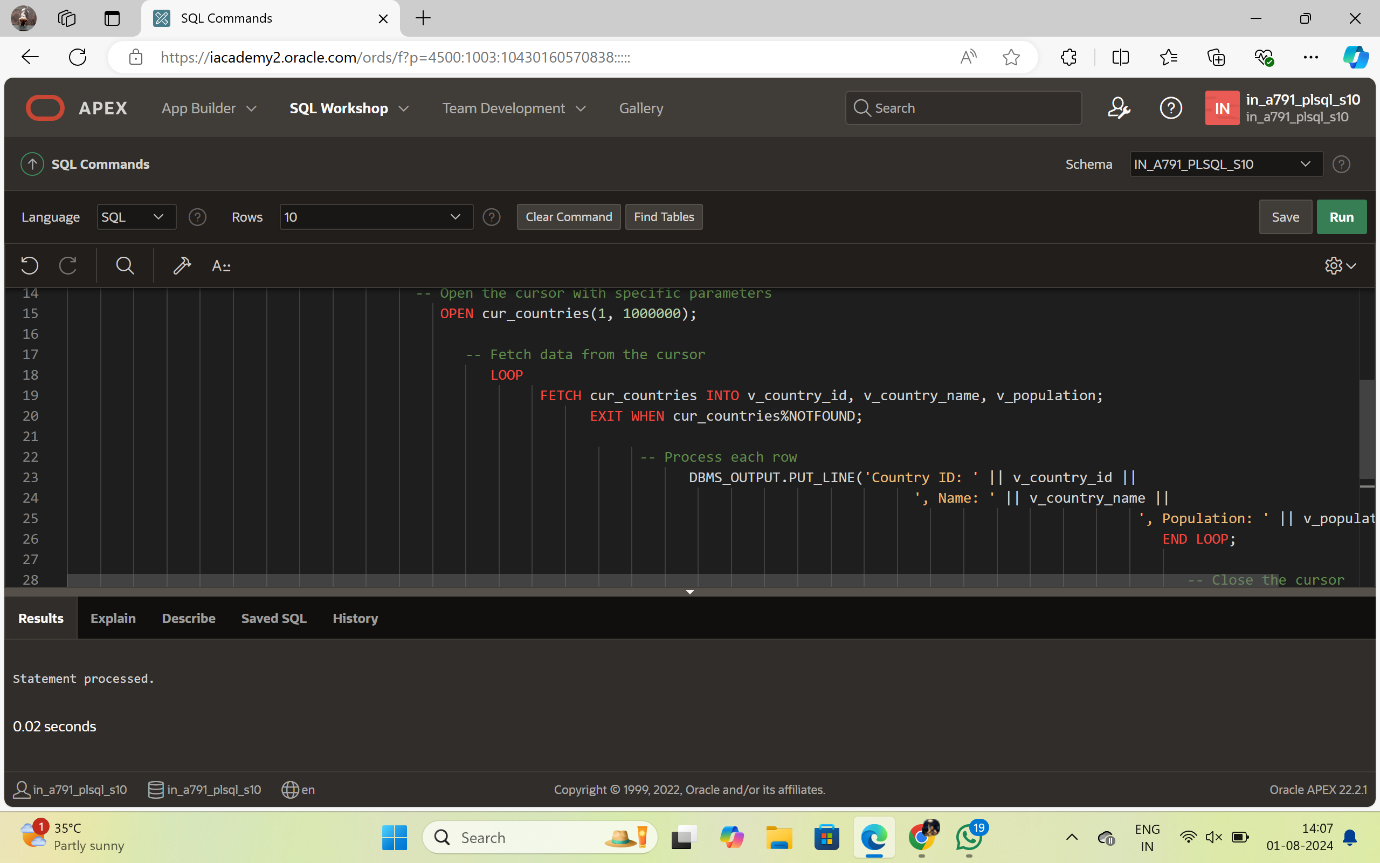 SQL Commands
https://iacademy2.oracle.com/ords/f?p=4500:1003:10430160570838:::::
APEX App Builder SQL Workshop Team Development Gallery Search IN in_a791_plsql_s10
in_a791_plsql_s10
SQL Commands Schema IN_A791_PLSQL_S10
Language SQL Rows 10 Clear Command Find Tables Save Run
14 -- Open the cursor with specific parameters
15 OPEN cur_countries(1, 1000000);
16
17 -- Fetch data from the cursor
18 LOOP
19 FETCH cur_countries INTO v_country_id, v_country_name, v_population;
20 EXIT WHEN cur_countries%NOTFOUND;
21
22 -- Process each row
23 DBMS_OUTPUT.PUT_LINE('Country ID: ' || v_country_id ||
24 ', Name: ' || v_country_name ||
25 ', Population: ' || v_populat
26 END LOOP;
27
28 -- Close the cursor
Results Explain Describe Saved SQL History
Statement processed.
0.02 seconds
in_a791_plsql_s10 in_a791_plsql_s10 en Copyright © 1999, 2022, Oracle and/or its affiliates. Oracle APEX 22.2.1
1 35°C
Partly sunny
Search
19
ENG
IN
14:07
01-08-2024